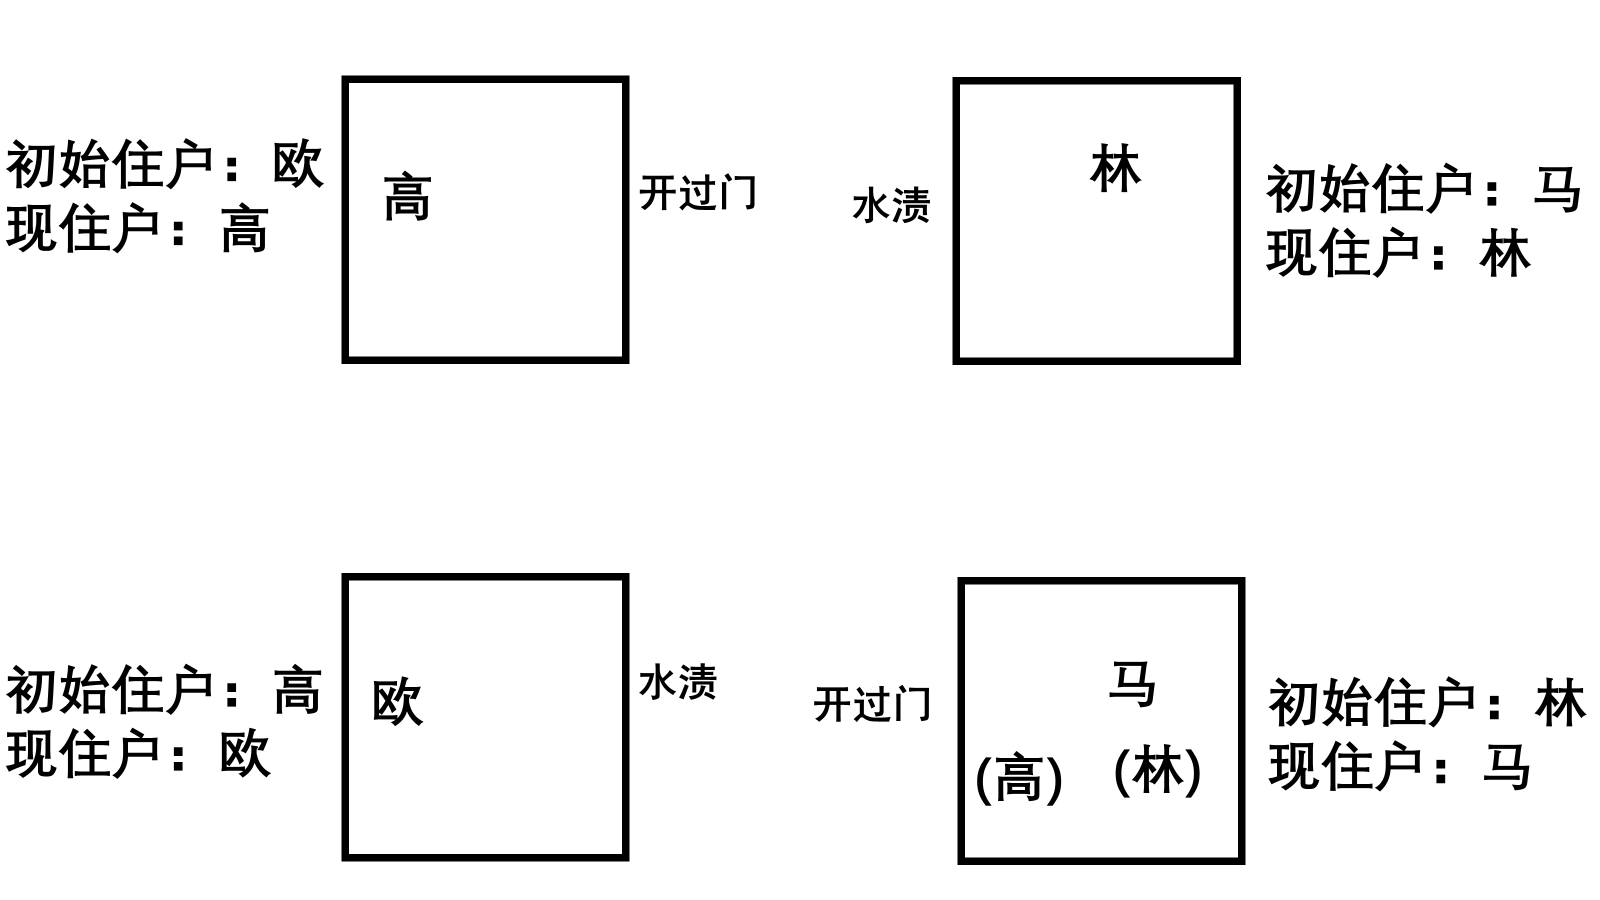 初始住户：欧
现住户：高
高
开过门
水渍
林
初始住户：马
现住户：林
初始住户：高
现住户：欧
欧
水渍
开过门
马
（高）
（林）
初始住户：林
现住户：马